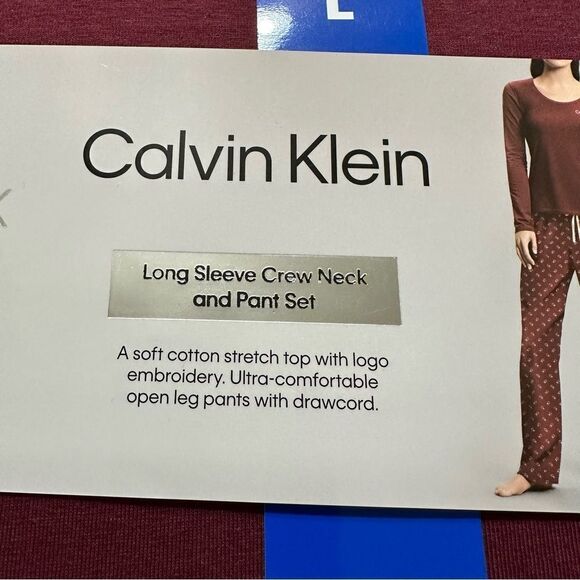 L
Calvin Klein
K
Long Sleeve Crew Neck
and Pant Set
A soft cotton stretch top with logo
embroidery. Ultra-comfortable
open leg pants with drawcord.